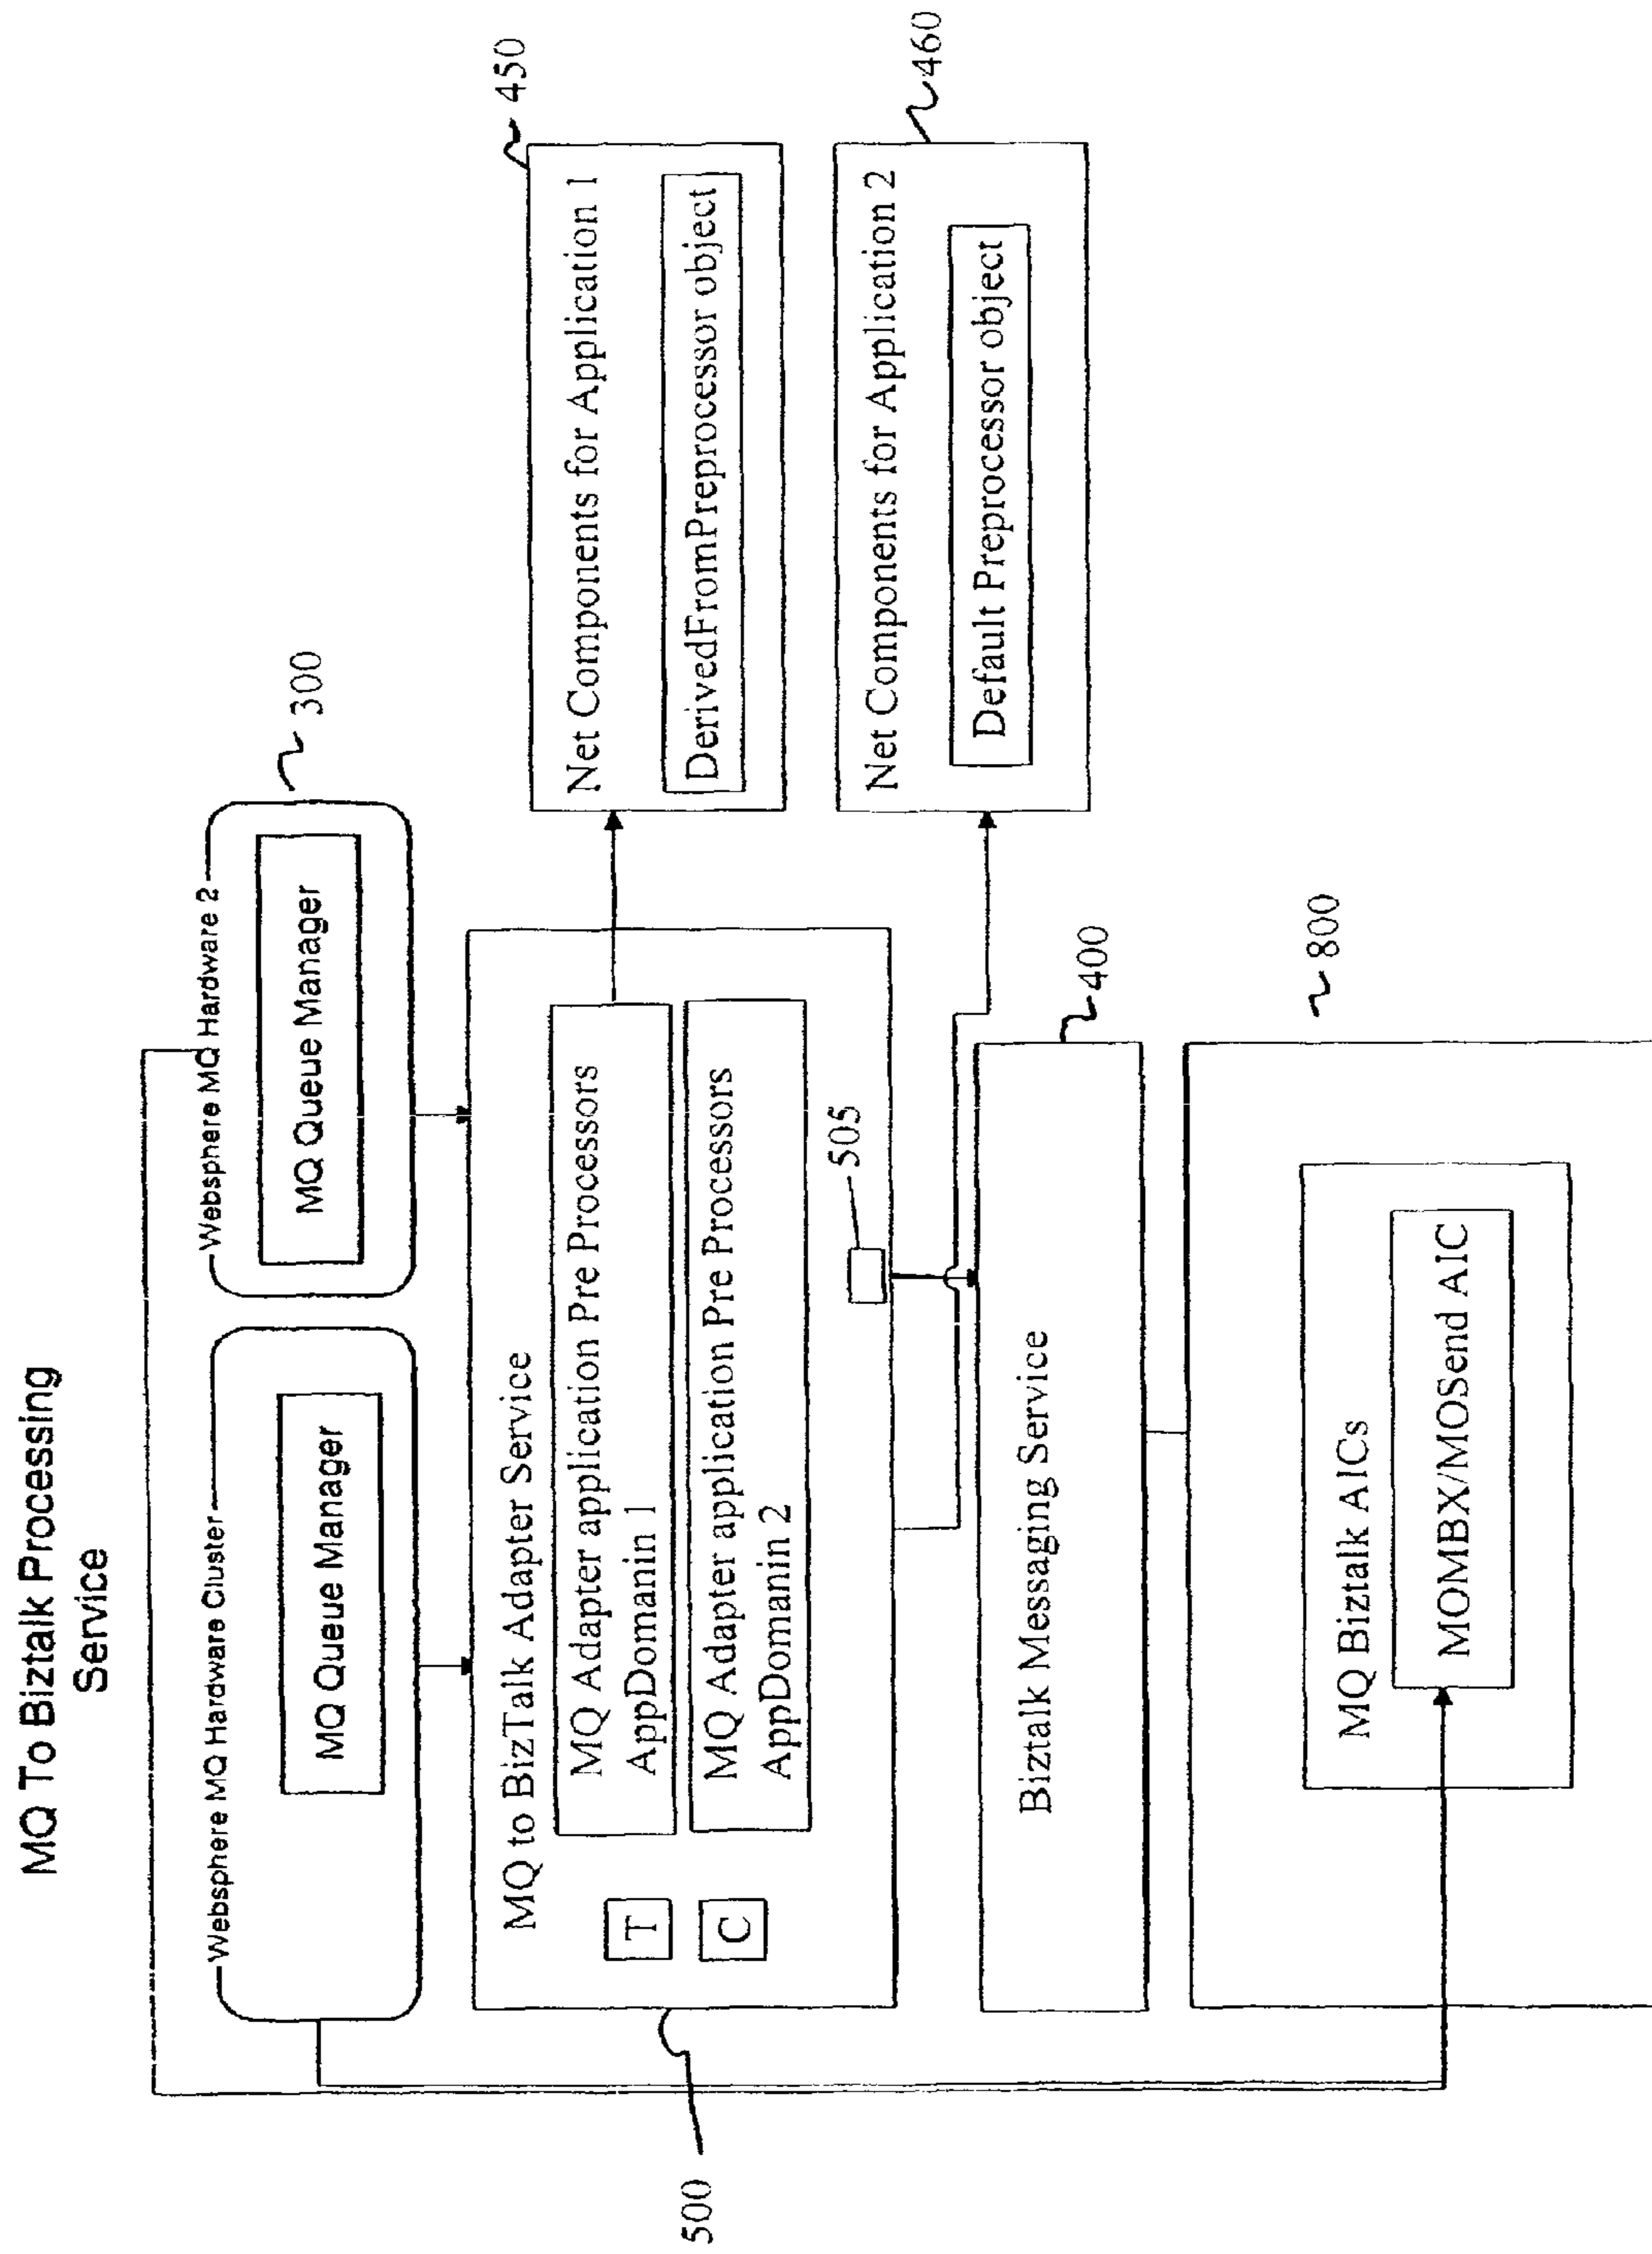 MQ To Biztalk Processing
Service
Websphere MQ Hardware Cluster
MQ Queue Manager
Websphere MQ Hardware 2
MQ Queue Manager
300
MQ to BizTalk Adapter Service
T
C
MQ Adapter application Pre Processors
AppDomanin 1
MQ Adapter application Pre Processors
AppDomanin 2
505
500
Net Components for Application 1
DerivedFromPreprocessor object
450
Net Components for Application 2
Default Preprocessor object
460
Biztalk Messaging Service
400
MQ Biztalk AICs
MOMBX/MOSend AIC
800